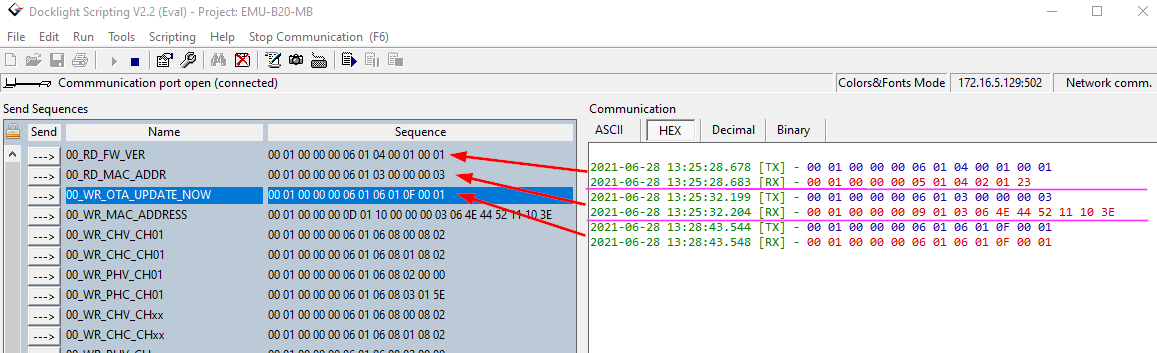 Docklight Scripting V2.2 (Eval) - Project: EMU-B20-MB
File Edit Run Tools Scripting Help Stop Communication (F6)
Commmunication port open (connected) Colors&Fonts Mode 172.16.5.129:502 Network comm.
Send Sequences
Send Name Sequence
---> 00_RD_FW_VER 00 01 00 00 00 06 01 04 00 01 00 01
---> 00_RD_MAC_ADDR 00 01 00 00 00 06 01 03 00 00 00 03
---> 00_WR_OTA_UPDATE_NOW 00 01 00 00 00 06 01 06 01 0F 00 01
---> 00_WR_MAC_ADDRESS 00 01 00 00 00 0D 01 10 00 00 00 03 06 4E 44 52 11 10 3E
---> 00_WR_CHV_CH01 00 01 00 00 00 06 01 06 08 00 08 02
---> 00_WR_CHC_CH01 00 01 00 00 00 06 01 06 08 01 08 02
---> 00_WR_PHV_CH01 00 01 00 00 00 06 01 06 08 02 00 00
---> 00_WR_PHC_CH01 00 01 00 00 00 06 01 06 08 03 01 5E
---> 00_WR_CHV_CHxx 00 01 00 00 00 06 01 06 08 00 08 02
---> 00_WR_CHC_CHxx 00 01 00 00 00 06 01 06 08 01 08 02
Communication
ASCII HEX Decimal Binary
2021-06-28 13:25:28.678 [TX] - 00 01 00 00 00 06 01 04 00 01 00 01
2021-06-28 13:25:28.683 [RX] - 00 01 00 00 00 05 01 04 02 01 23
2021-06-28 13:25:32.199 [TX] - 00 01 00 00 00 06 01 03 00 00 00 03
2021-06-28 13:25:32.204 [RX] - 00 01 00 00 00 09 01 03 06 4E 44 52 11 10 3E
2021-06-28 13:28:43.544 [TX] - 00 01 00 00 00 06 01 06 01 0F 00 01
2021-06-28 13:28:43.548 [RX] - 00 01 00 00 00 06 01 06 01 0F 00 01